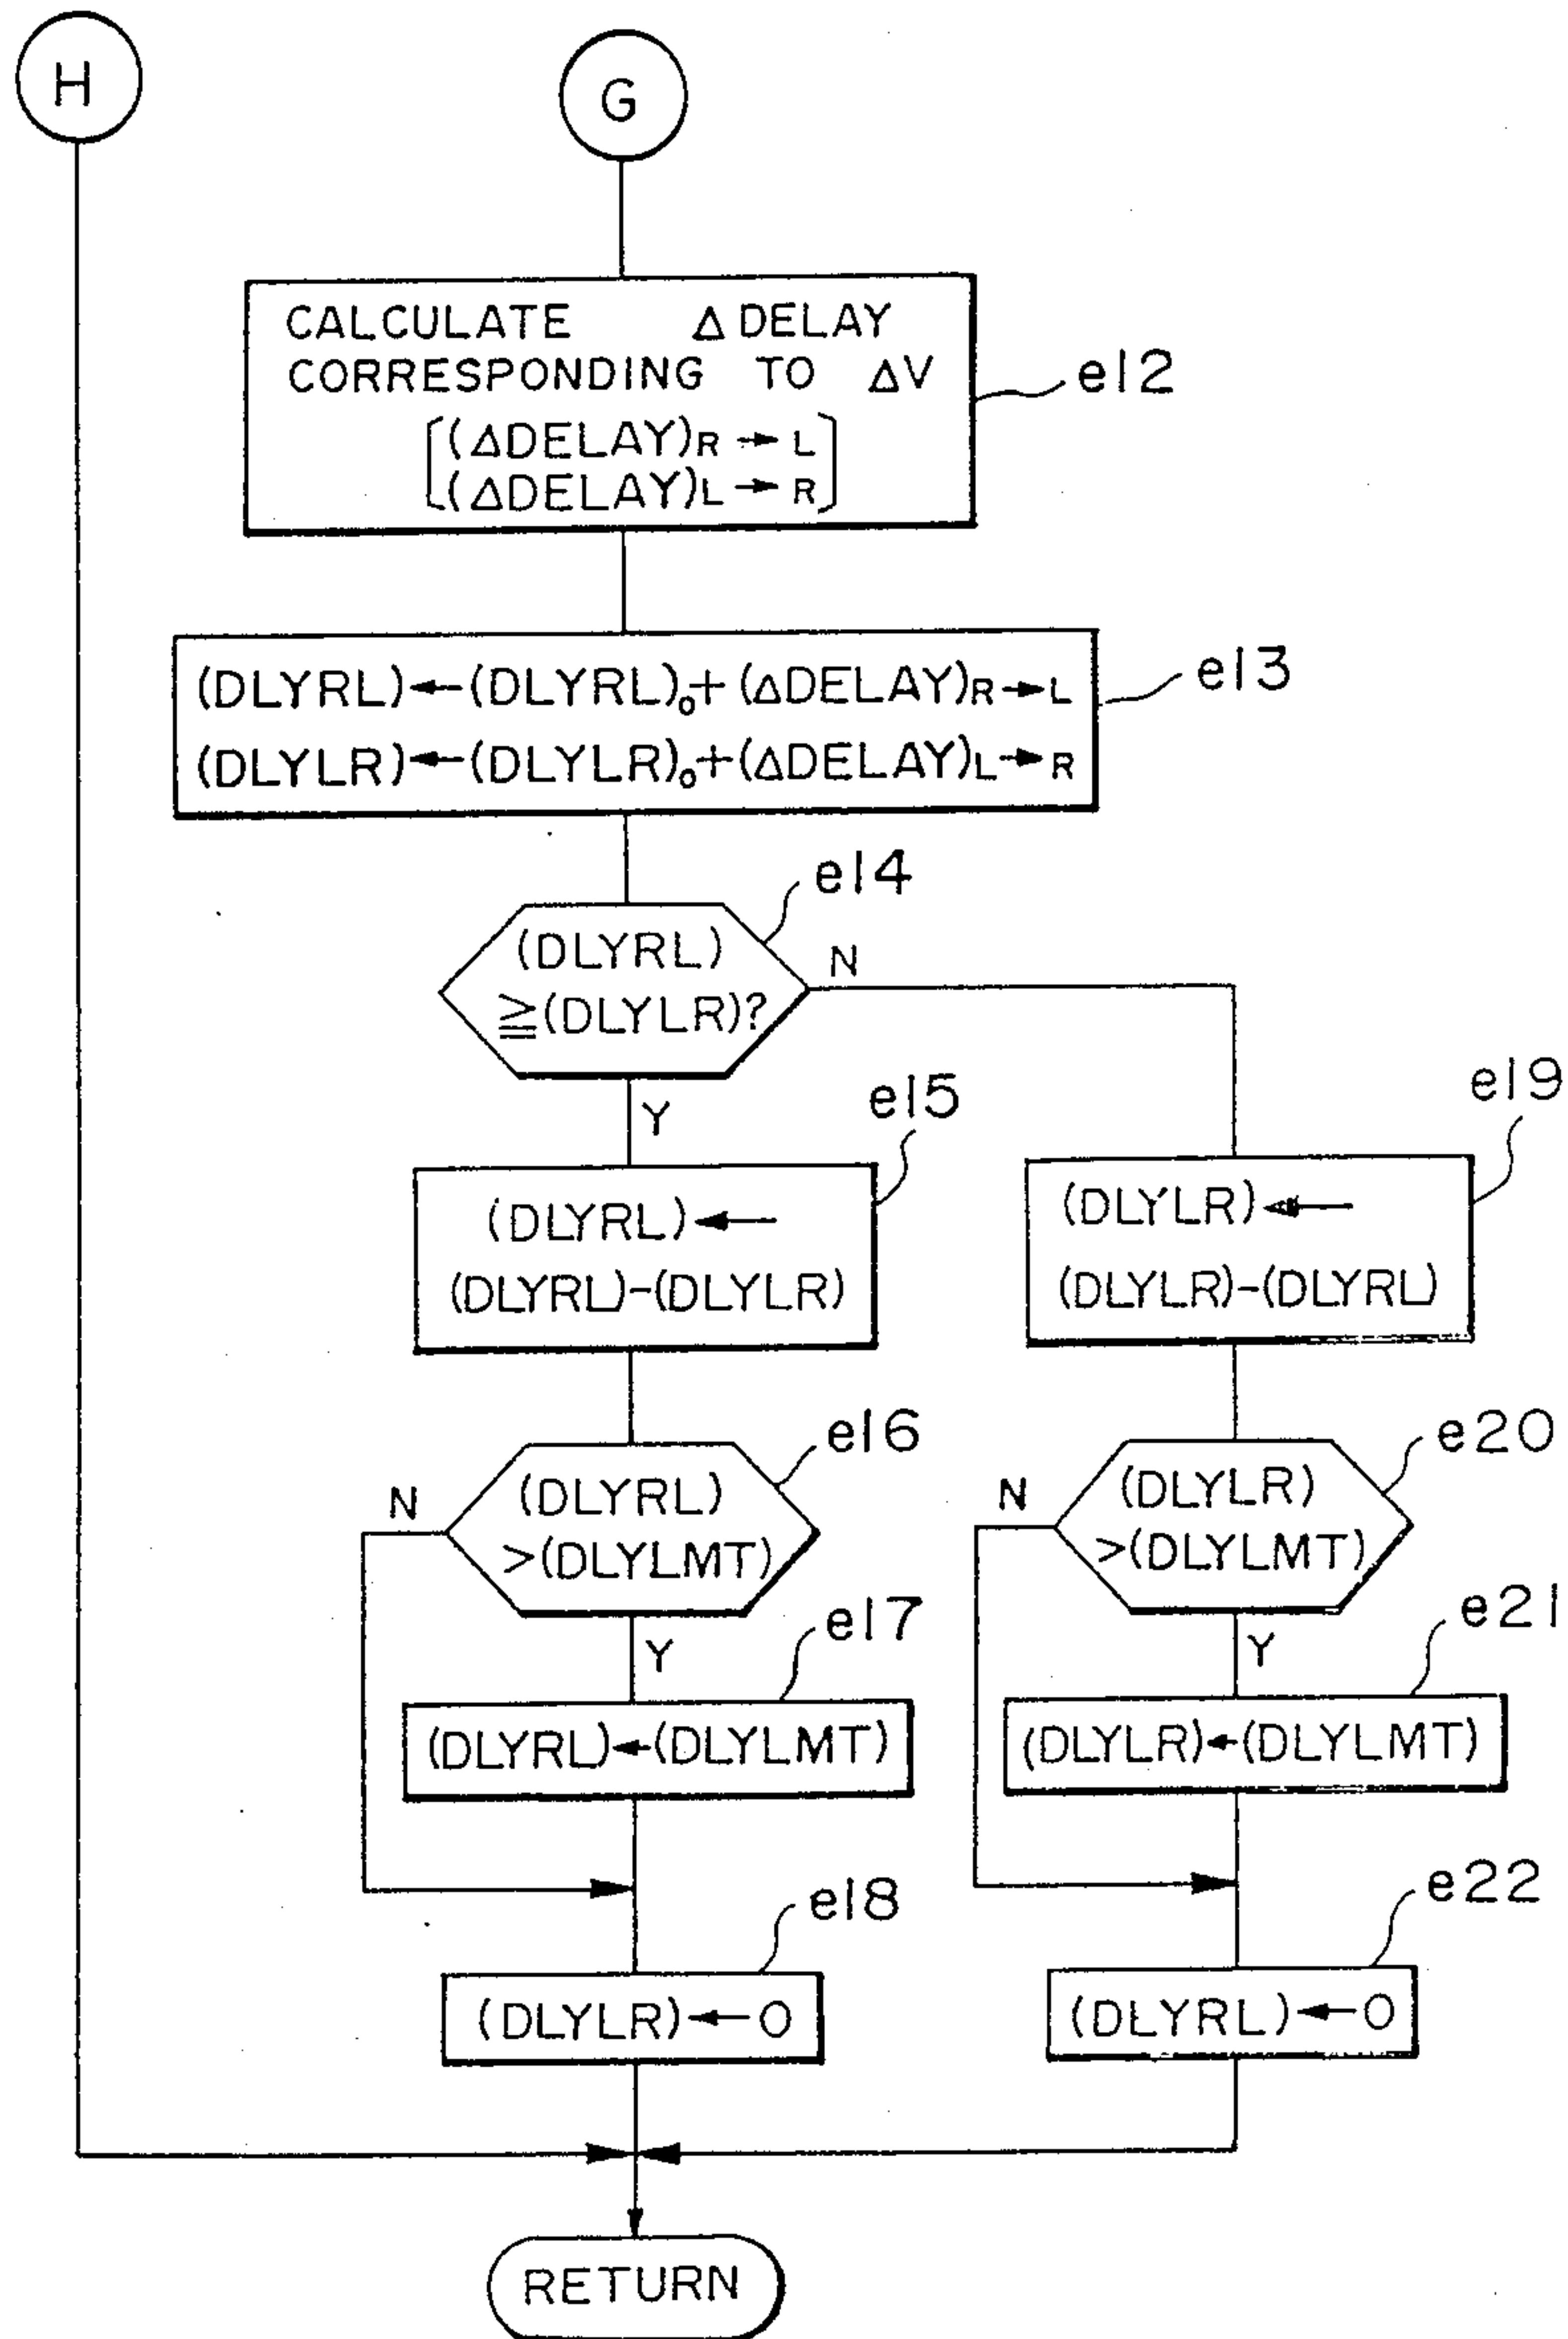 H
G
CALCULATE Δ DELAY
CORRESPONDING TO ΔV
[(ΔDELAY)R→L]
[(ΔDELAY)L→R]
e12
(DLYRL)←(DLYRL)₀+(ΔDELAY)R→L
(DLYLR)←(DLYLR)₀+(ΔDELAY)L→R
e13
e14
(DLYRL)
≧(DLYLR)?
N
Y
e15
(DLYRL)←
(DLYRL)-(DLYLR)
e19
(DLYLR)←
(DLYLR)-(DLYRL)
e16
(DLYRL)
>(DLYLMT)
N
Y
e20
(DLYLR)
>(DLYLMT)
N
Y
e17
(DLYRL)←(DLYLMT)
e21
(DLYLR)←(DLYLMT)
e18
(DLYLR)←0
e22
(DLYRL)←0
RETURN